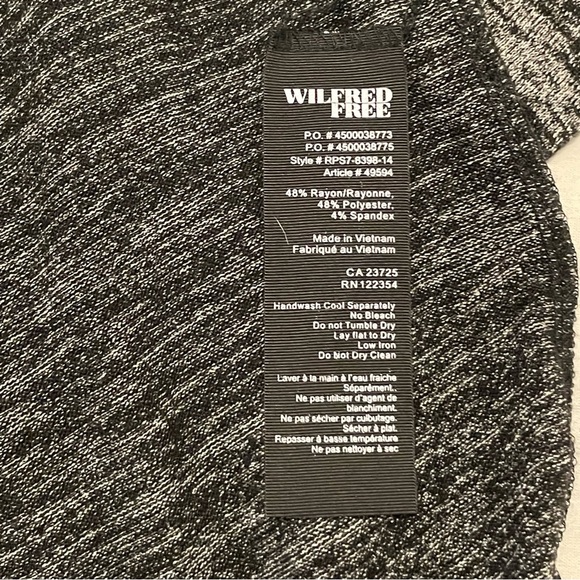 WILFRED
FREE
P.O. # 4500038773
P.O. # 4500038775
Style # RPS7-8398-14
Article # 49594
48% Rayon/Rayonne,
48% Polyester,
4% Spandex
Made in Vietnam
Fabriqué au Vietnam
CA 23725
RN 122354
Handwash Cool Separately
No Bleach
Do not Tumble Dry
Lay flat to Dry
Low Iron
Do Not Dry Clean
Laver à la main à l'eau fraiche
Séparément.
Ne pas utiliser d'agent de
blanchiment.
Ne pas sécher par culbutage.
Sécher à plat.
Repasser à basse température
Ne pas nettoyer à sec